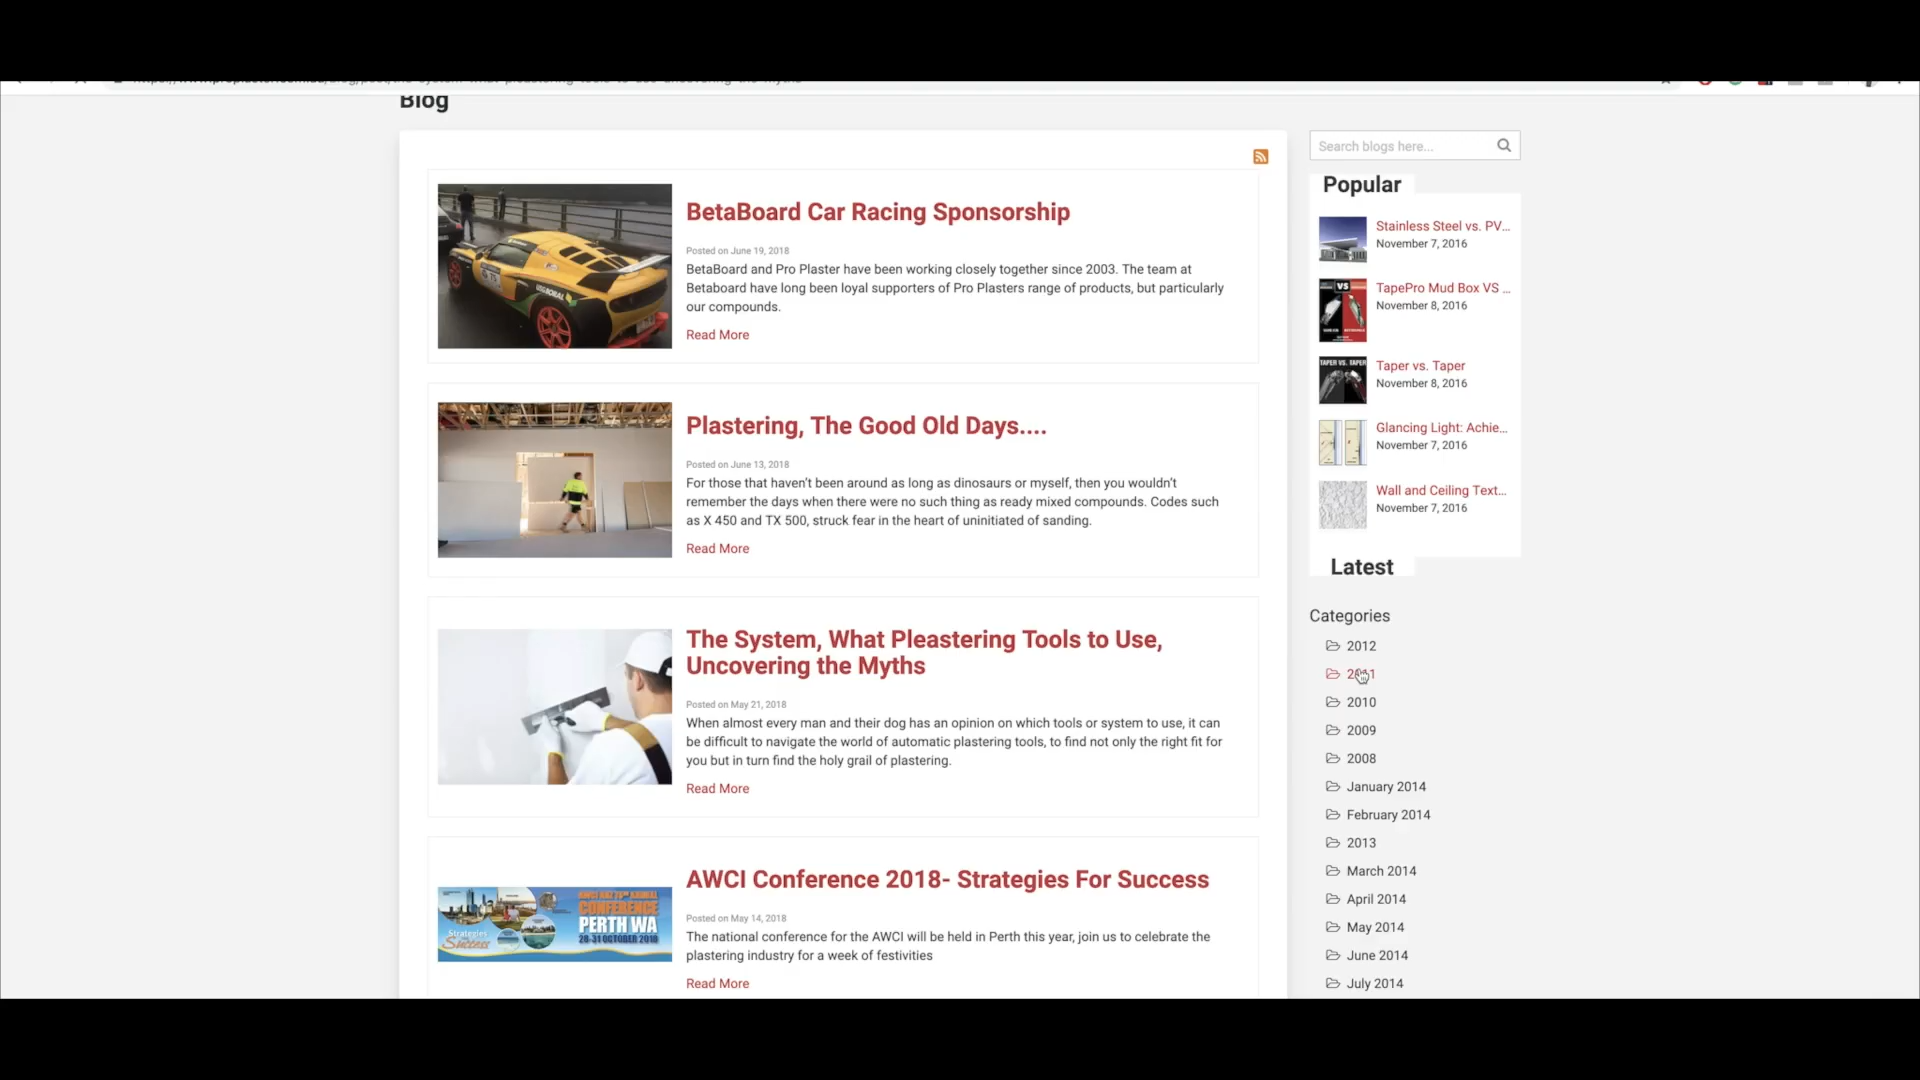 Blog
BetaBoard Car Racing Sponsorship
Posted on June 19, 2018
BetaBoard and Pro Plaster have been working closely together since 2003. The team at
Betaboard have long been loyal supporters of Pro Plasters range of products, but particularly
our compounds.
Read More
Plastering, The Good Old Days....
Posted on June 13, 2018
For those that haven't been around as long as dinosaurs or myself, then you wouldn't
remember the days when there were no such thing as ready mixed compounds. Codes such
as X 450 and TX 500, struck fear in the heart of uninitiated of sanding.
Read More
The System, What Pleastering Tools to Use,
Uncovering the Myths
Posted on May 21, 2018
When almost every man and their dog has an opinion on which tools or system to use, it can
be difficult to navigate the world of automatic plastering tools, to find not only the right fit for
you but in turn find the holy grail of plastering.
Read More
Strategies
Success
CONFERENCE
PERTH WA
28-31 OCTOBER 2018
AWCI Conference 2018- Strategies For Success
Posted on May 14, 2018
The national conference for the AWCI will be held in Perth this year, join us to celebrate the
plastering industry for a week of festivities
Read More
Search blogs here...
Popular
Stainless Steel vs. PV...
November 7, 2016
VS
TapePro Mud Box VS ...
November 8, 2016
TAPER VS. TAPER
Taper vs. Taper
November 8, 2016
Glancing Light: Achie...
November 7, 2016
Wall and Ceiling Text...
November 7, 2016
Latest
Categories
2012
2011
2010
2009
2008
January 2014
February 2014
2013
March 2014
April 2014
May 2014
June 2014
July 2014